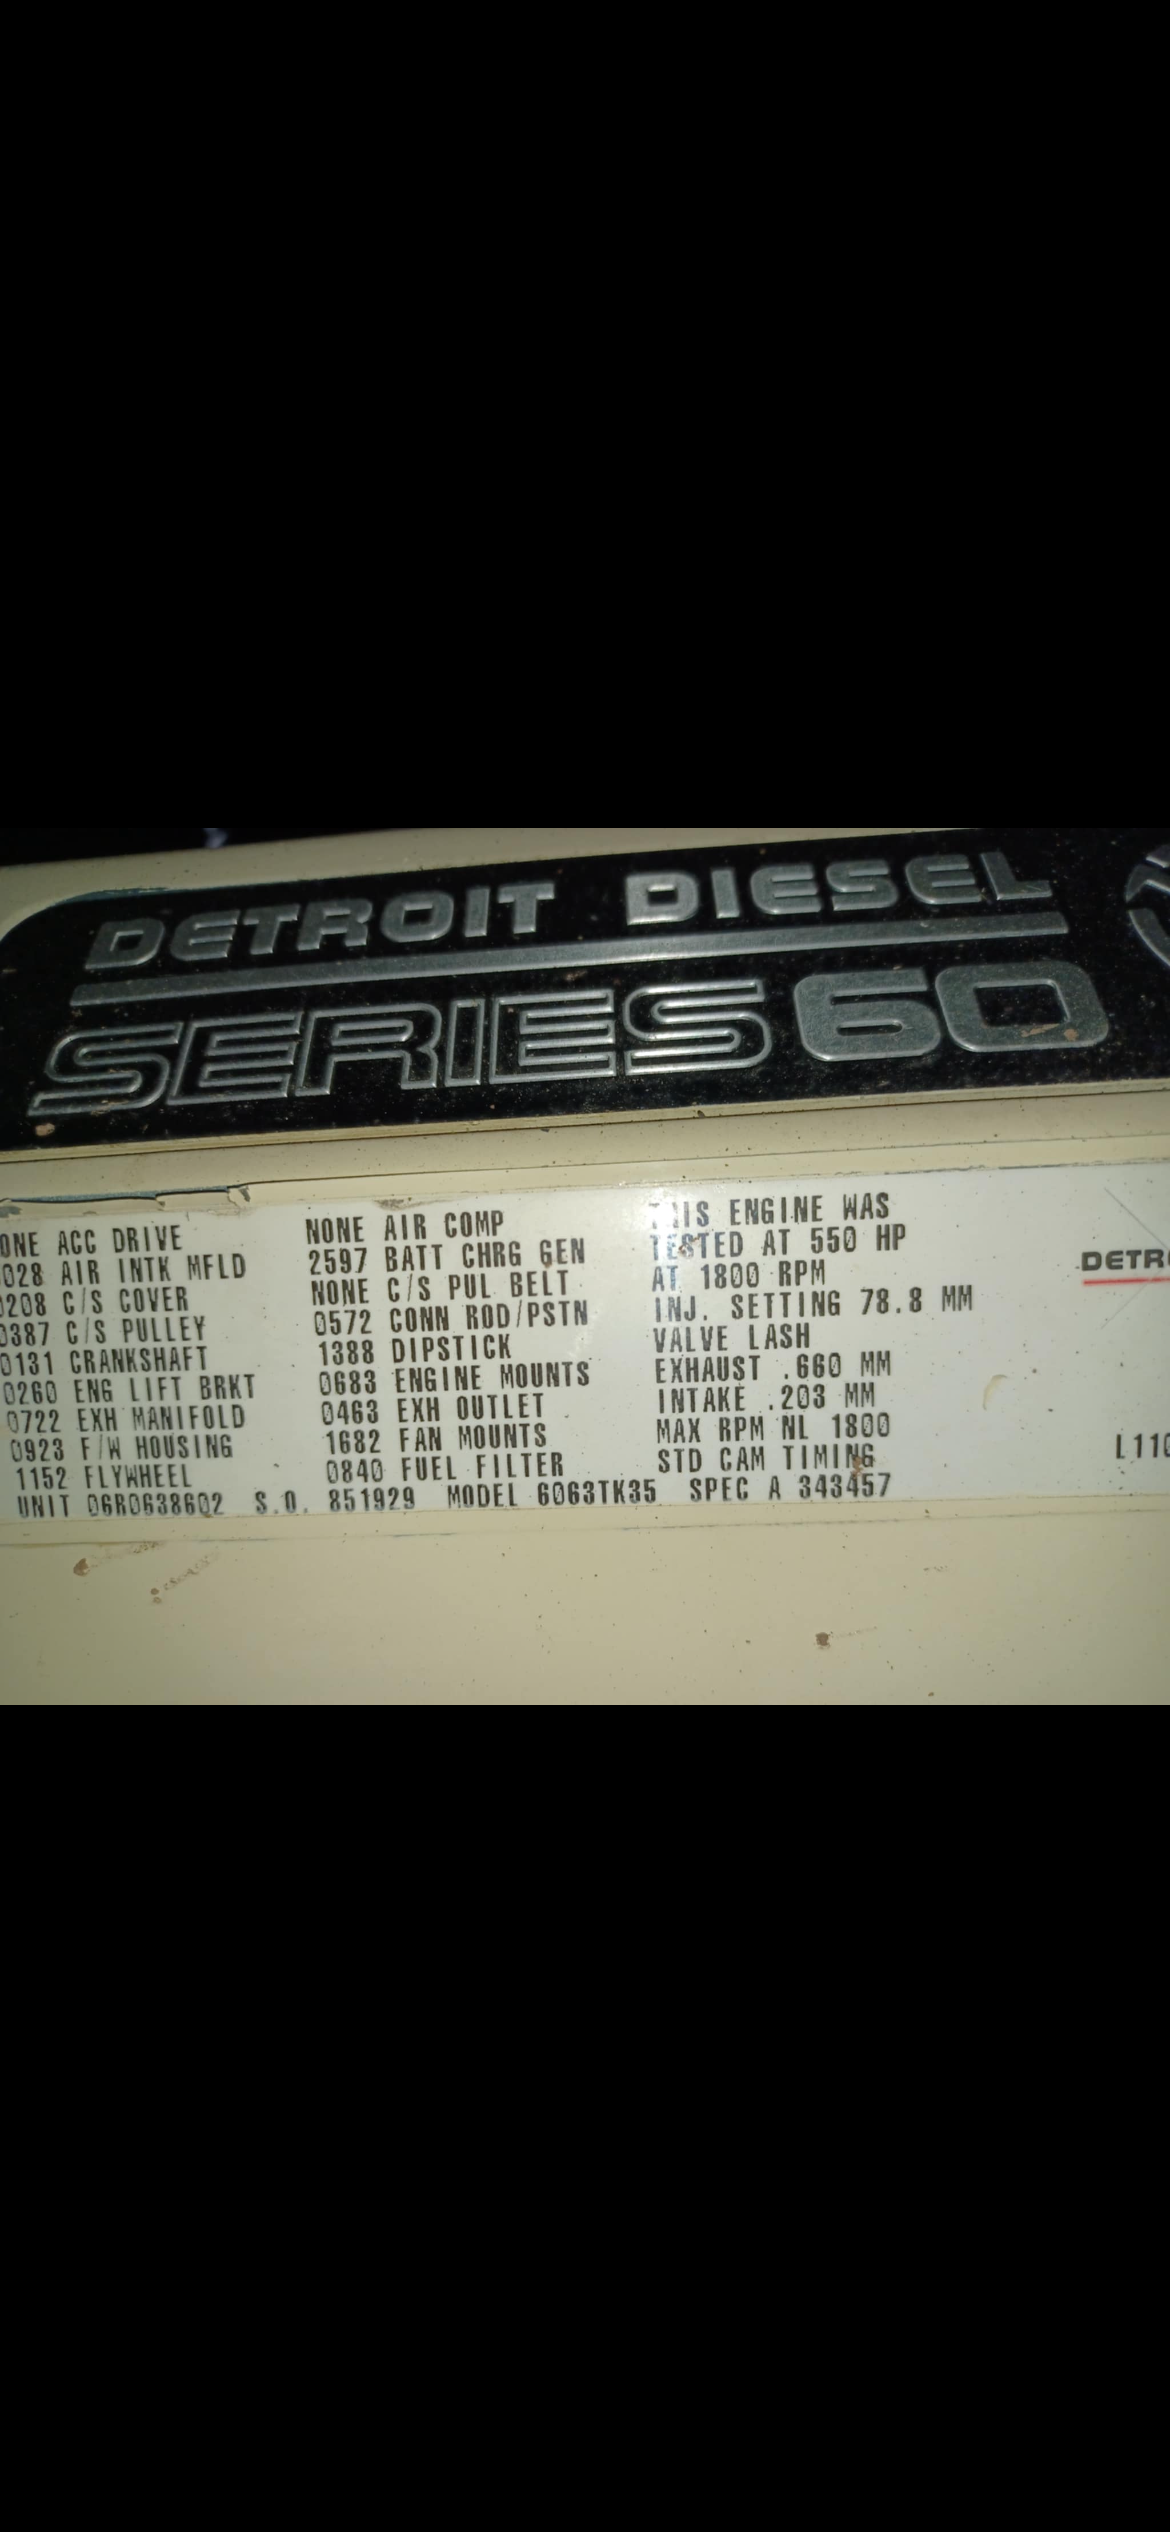 DETROIT DIESEL
SERIES 60
ONE ACC DRIVE NONE AIR COMP THIS ENGINE WAS
028 AIR INTK MFLD 2597 BATT CHRG GEN TESTED AT 550 HP
0208 C/S COVER NONE C/S PUL BELT AT 1800 RPM
0387 C/S PULLEY 0572 CONN ROD/PSTN INJ. SETTING 78.8 MM
0131 CRANKSHAFT 1388 DIPSTICK VALVE LASH
0260 ENG LIFT BRKT 0683 ENGINE MOUNTS EXHAUST .660 MM
0722 EXH MANIFOLD 0463 EXH OUTLET INTAKE .203 MM
0923 F/W HOUSING 1682 FAN MOUNTS MAX RPM NL 1800
1152 FLYWHEEL 0840 FUEL FILTER STD CAM TIMING
UNIT 06R0638602 S.O. 851929 MODEL 6063TK35 SPEC A 343457
DETRO
L110